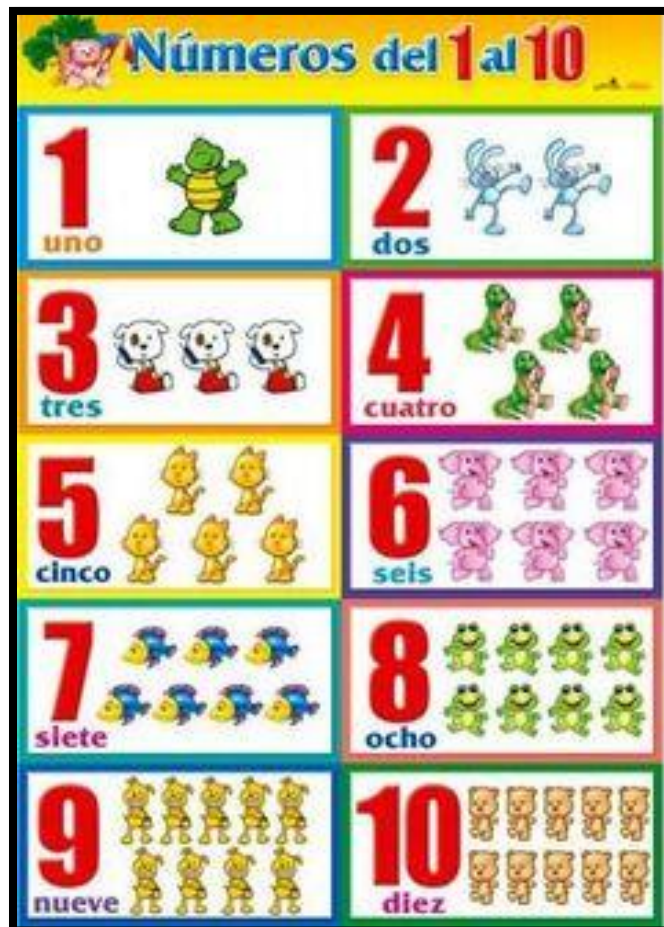 Números del 1 al 10
1
uno
2
dos
3
tres
4
cuatro
5
cinco
6
seis
7
siete
8
ocho
9
nueve
10
diez